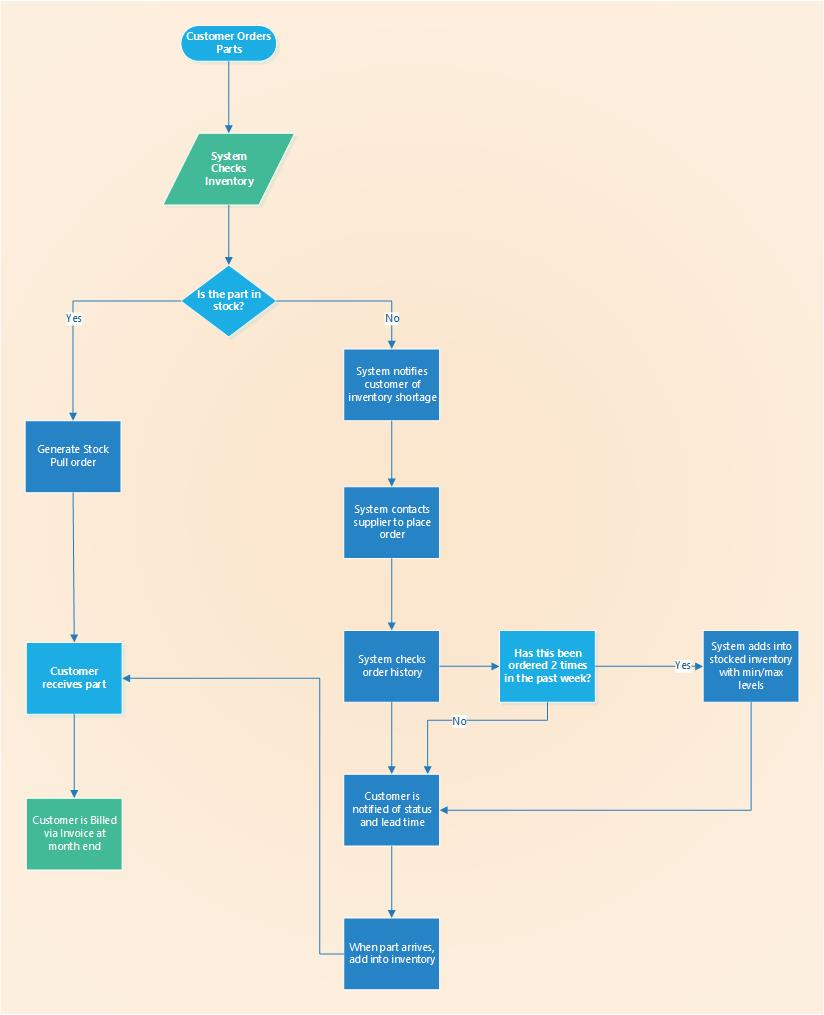 Customer Orders
Parts
System
Checks
Inventory
Is the part in
stock?
Yes
No
System notifies
customer of
inventory shortage
Generate Stock
Pull order
System contacts
supplier to place
order
Customer
receives part
System checks
order history
Has this been
ordered 2 times
in the past week?
Yes
System adds into
stocked inventory
with min/max
levels
No
Customer is
notified of status
and lead time
Customer is Billed
via Invoice at
month end
When part arrives,
add into inventory